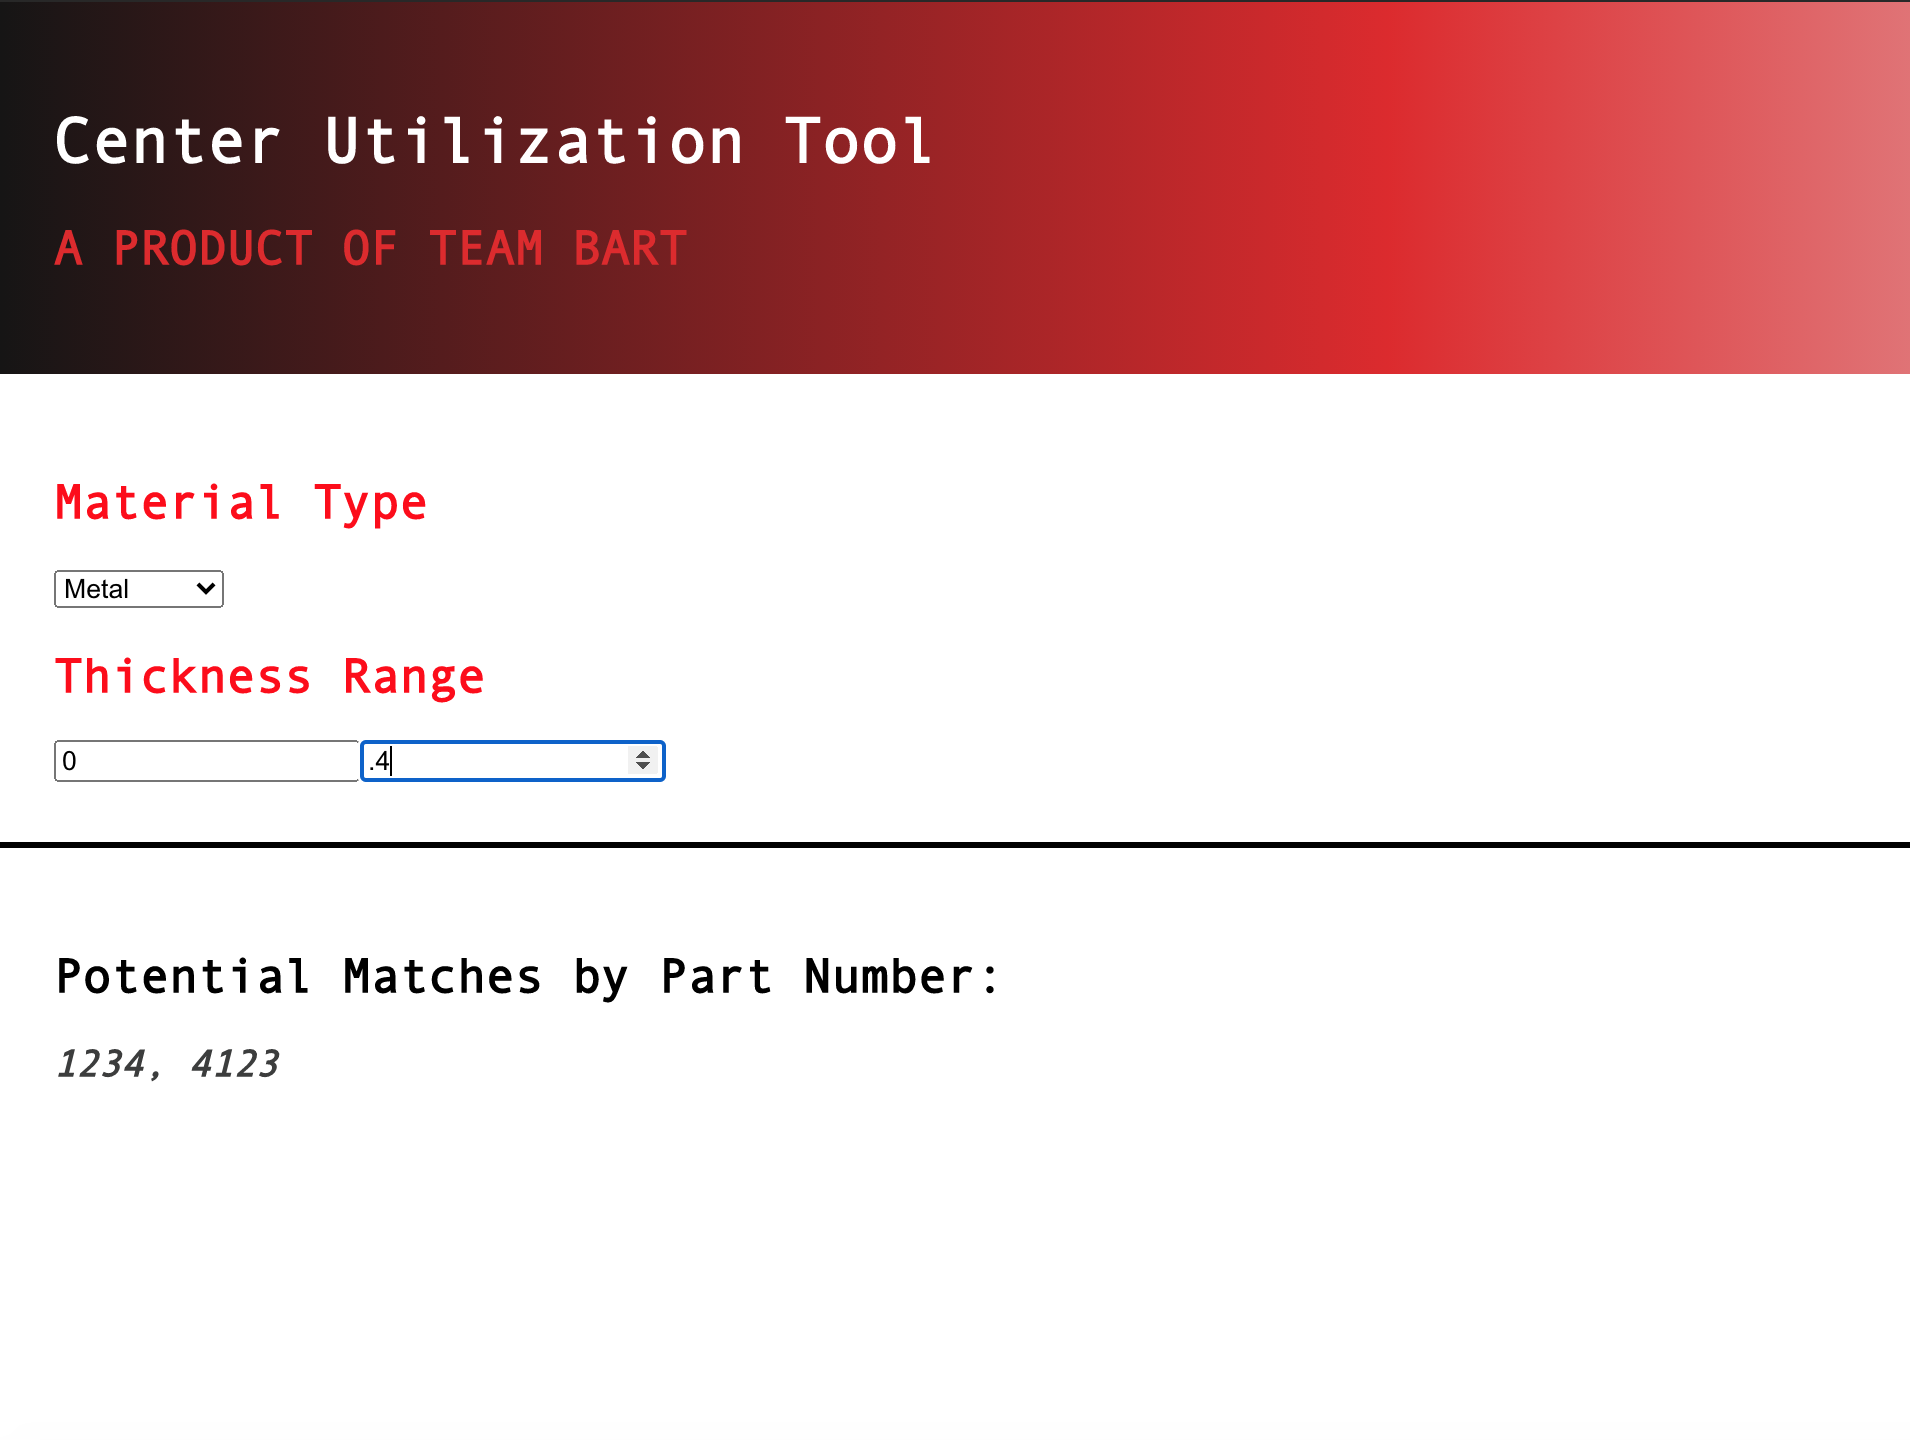 Center Utilization Tool
A PRODUCT OF TEAM BART
Material Type
Metal
Thickness Range
0 .4
Potential Matches by Part Number:
1234, 4123